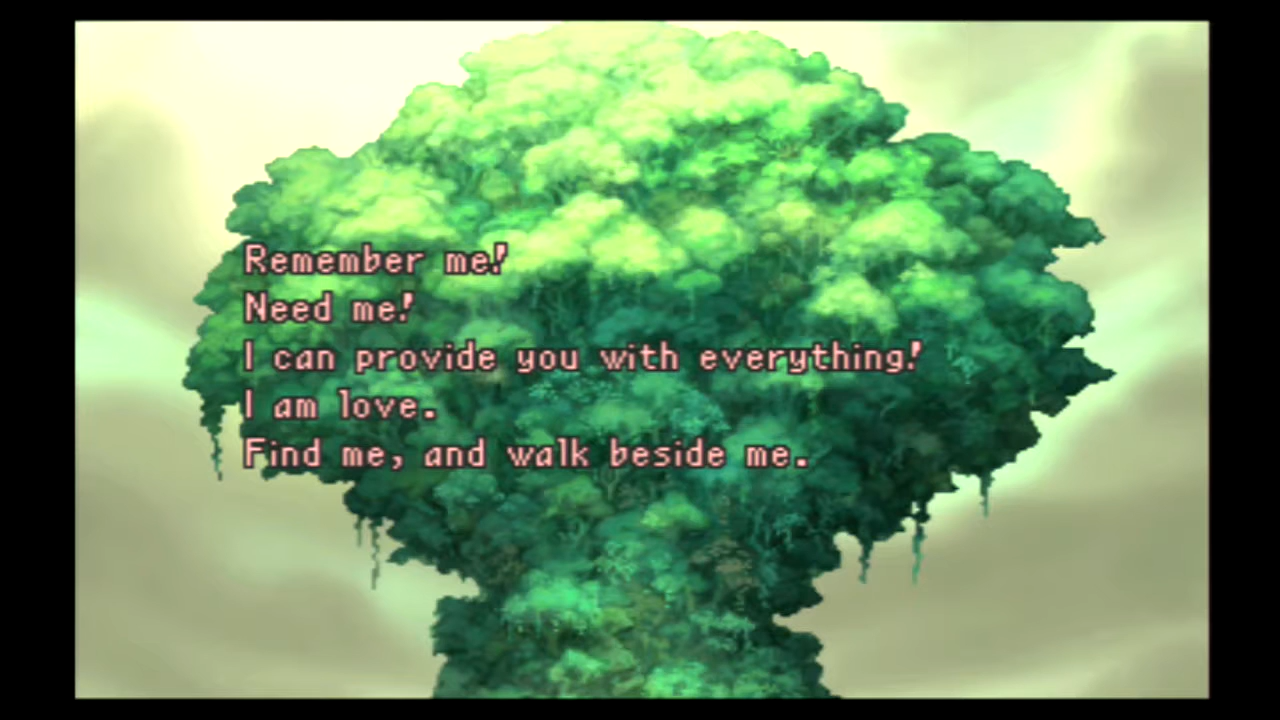 Remember me!
Need me!
I can provide you with everything!
I am love.
Find me, and walk beside me.